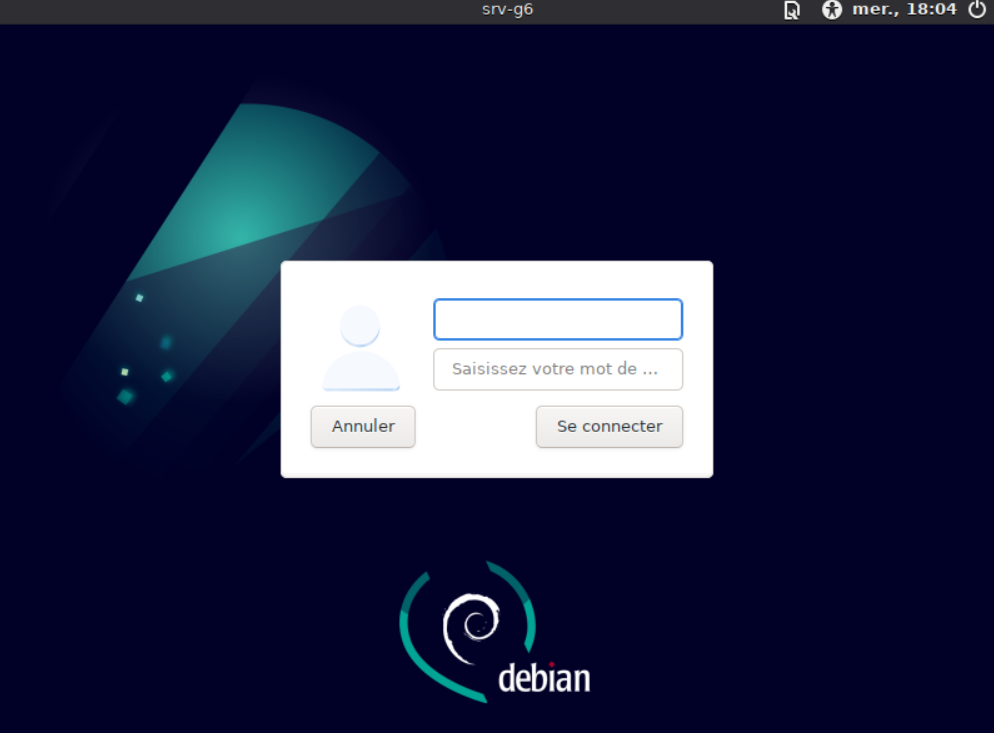 srv-g6
mer., 18:04
Saisissez votre mot de ...
Annuler
Se connecter
debian